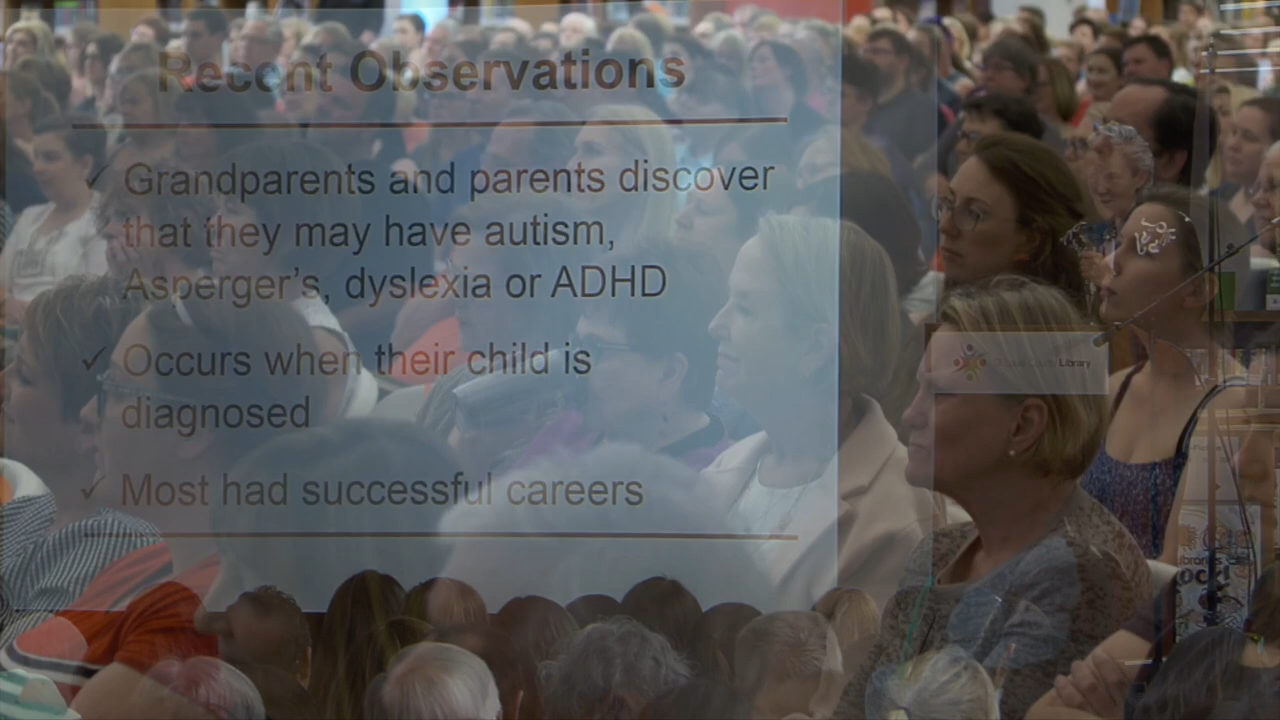 Recent Observations
✓ Grandparents and parents discover
that they may have autism,
Asperger's, dyslexia or ADHD
✓ Occurs when their child is
diagnosed
✓ Most had successful careers
Library